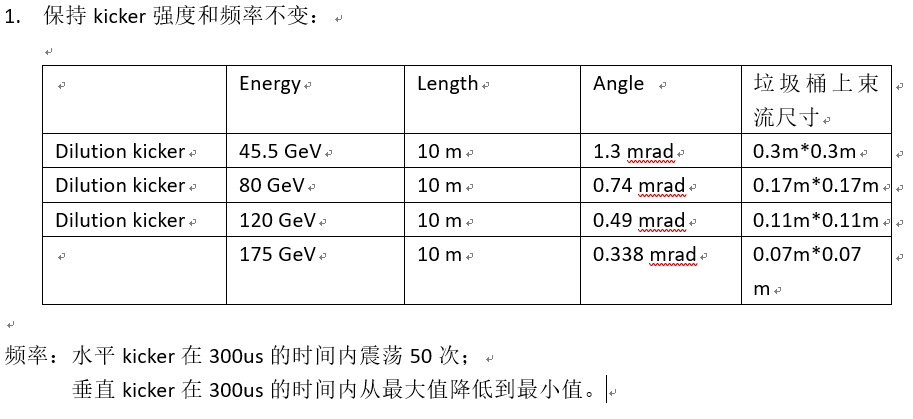 1. 保持 kicker 强度和频率不变：
Energy Length Angle 垃圾桶上束
流尺寸
Dilution kicker 45.5 GeV 10 m 1.3 mrad 0.3m*0.3m
Dilution kicker 80 GeV 10 m 0.74 mrad 0.17m*0.17m
Dilution kicker 120 GeV 10 m 0.49 mrad 0.11m*0.11m
175 GeV 10 m 0.338 mrad 0.07m*0.07
m
频率：水平 kicker 在 300us 的时间内震荡 50 次；
垂直 kicker 在 300us 的时间内从最大值降低到最小值。